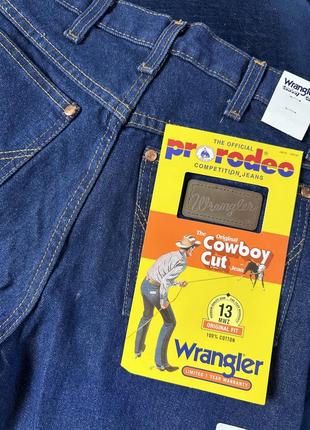 Wrangler
THE OFFICIAL
prorodeo
COMPETITION JEANS
Wrangler
The Original
Cowboy
Cut Jean
13
MWZ
ORIGINAL FIT
100% COTTON
Wrangler
LIMITED 1 YEAR WARRANTY